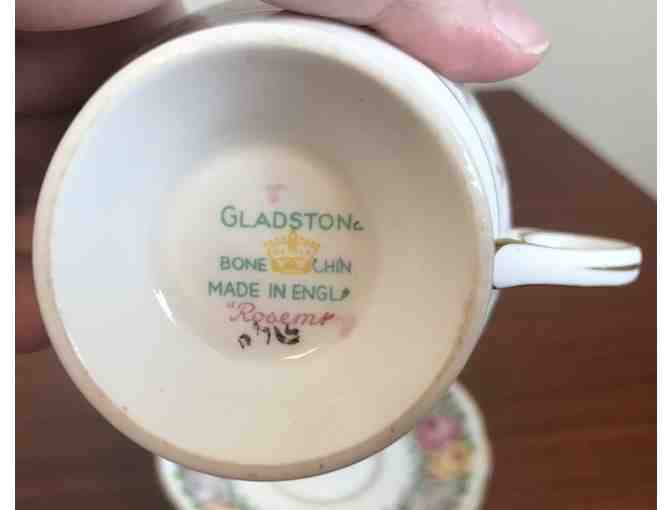 GLADSTON
BONE CHIN
MADE IN ENGL
"Rosem